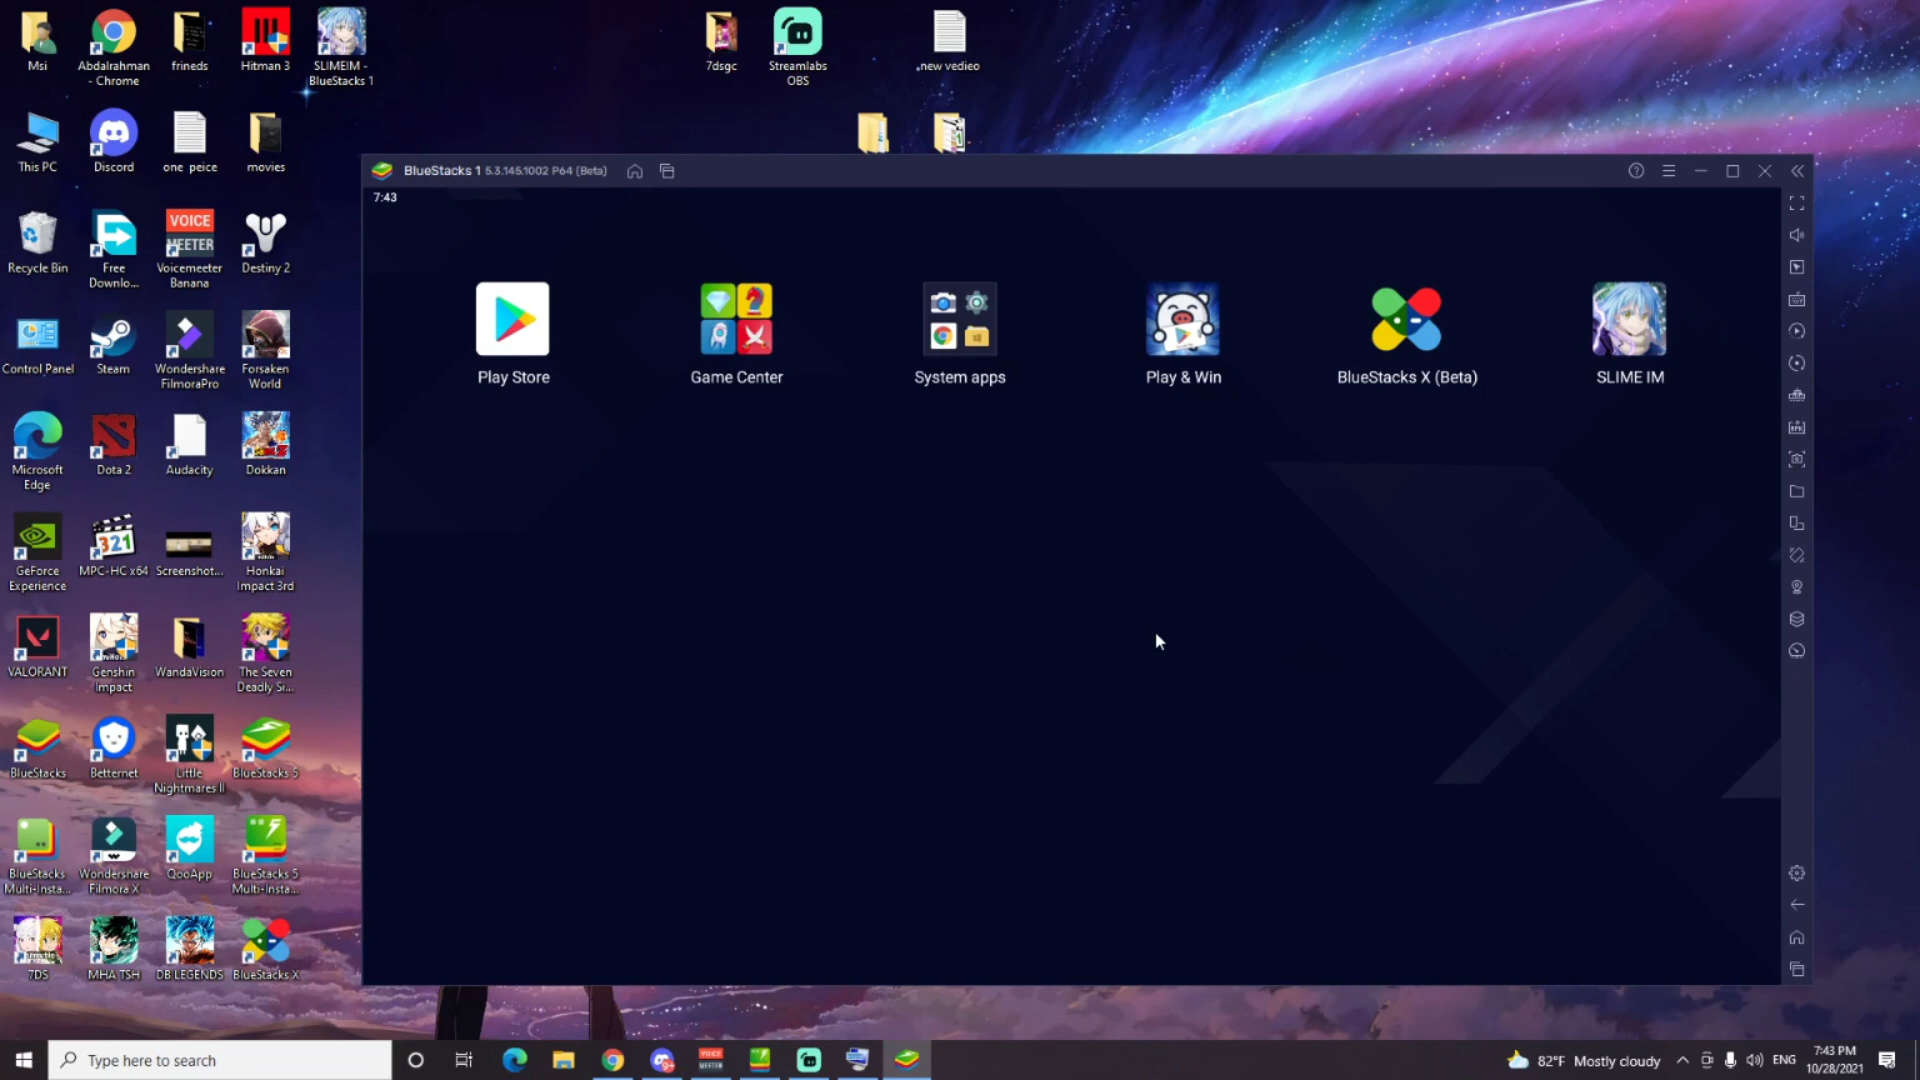 Msi
Abdalrahman
- Chrome
frineds
Hitman 3
SLIMEIM -
BlueStacks 1
7dsgc
Streamlabs
OBS
new vedieo
This PC
Discord
one peice
movies
BlueStacks 1 5.3.145.1002 P64 (Beta)
7:43
VOICE
MEETER
Recycle Bin
Free
Downlo...
Voicemeeter
Banana
Destiny 2
Play Store
Game Center
System apps
Play & Win
BlueStacks X (Beta)
SLIME IM
Control Panel
Steam
Wondershare
FilmoraPro
Forsaken
World
Microsoft
Edge
Dota 2
Audacity
Dokkan
321
GeForce
Experience
MPC-HC x64
Screenshot...
Honkai
Impact 3rd
VALORANT
Genshin
Impact
WandaVision
The Seven
Deadly Si...
BlueStacks
Betternet
Little
Nightmares II
BlueStacks 5
BlueStacks
Multi-Insta...
Wondershare
Filmora X
QooApp
BlueStacks 5
Multi-Insta...
7DS
MHA TSH
DB LEGENDS
BlueStacks X
Type here to search
9+
VOICE
MEETER
82°F Mostly cloudy
ENG
7:43 PM
10/28/2021